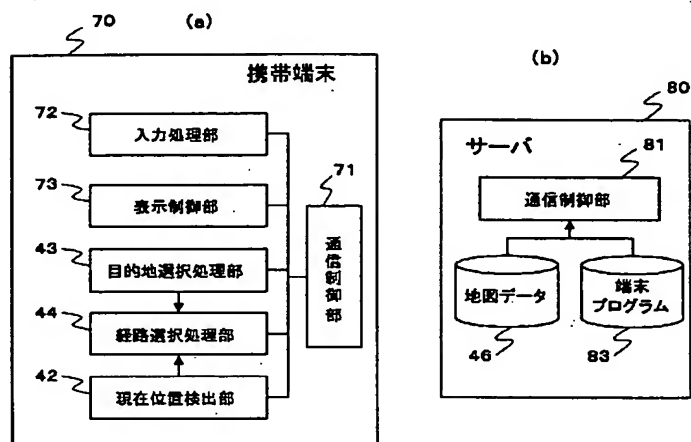 70
(a)
携帯端末
72
入力処理部
73
表示制御部
71
通信制御部
43
目的地選択処理部
44
経路選択処理部
42
現在位置検出部
(b)
80
サーバ
81
通信制御部
地図データ
端末
プログラム
46
83